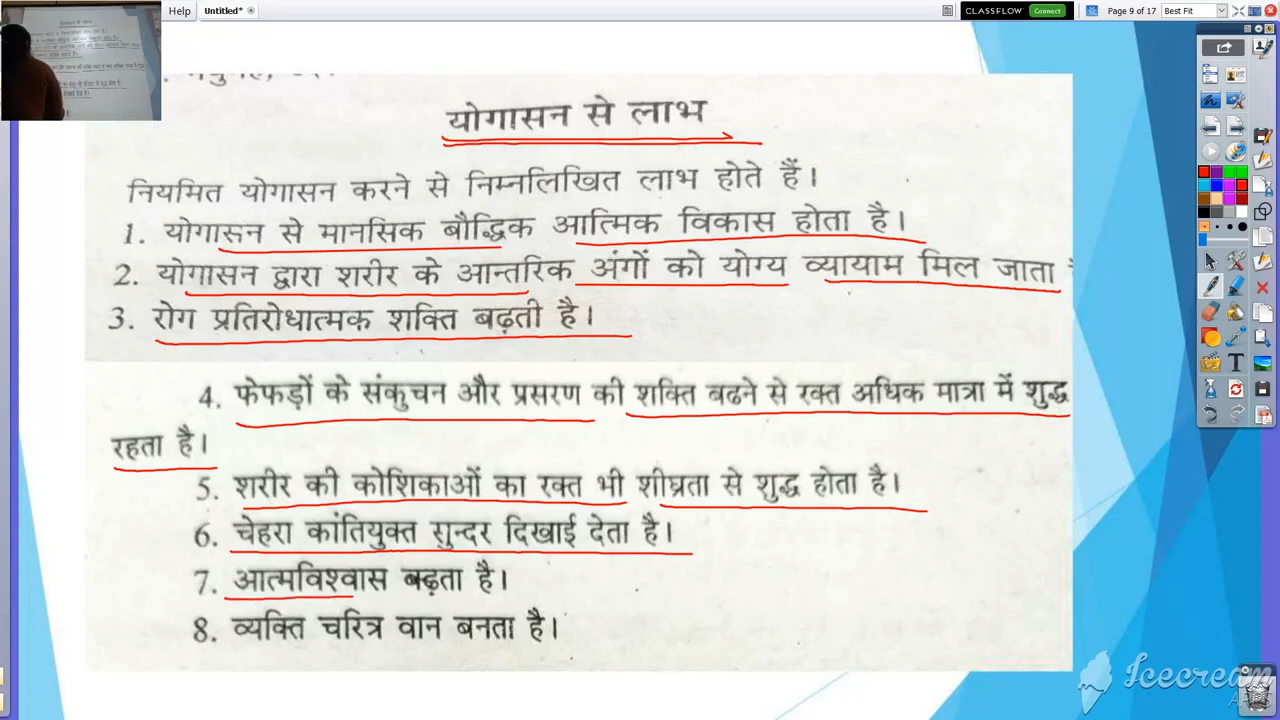 Help
Untitled*
CLASSFLOW
Connect
Page 9 of 17
Best Fit
योगासन से लाभ
नियमित योगासन करने से निम्नलिखित लाभ होते हैं।
1. योगासन से मानसिक बौद्धिक आत्मिक विकास होता है।
2. योगासन द्वारा शरीर के आन्तरिक अंगों को योग्य व्यायाम मिल जाता
3. रोग प्रतिरोधात्मक शक्ति बढ़ती है।
4. फेफड़ों के संकुचन और प्रसरण की शक्ति बढने से रक्त अधिक मात्रा में शुद्ध
रहता है।
5. शरीर की कोशिकाओं का रक्त भी शीघ्रता से शुद्ध होता है।
6. चेहरा कांतियुक्त सुन्दर दिखाई देता है।
7. आत्मविश्वास बढ़ता है।
8. व्यक्ति चरित्र वान बनता है।
Icecream
APPS